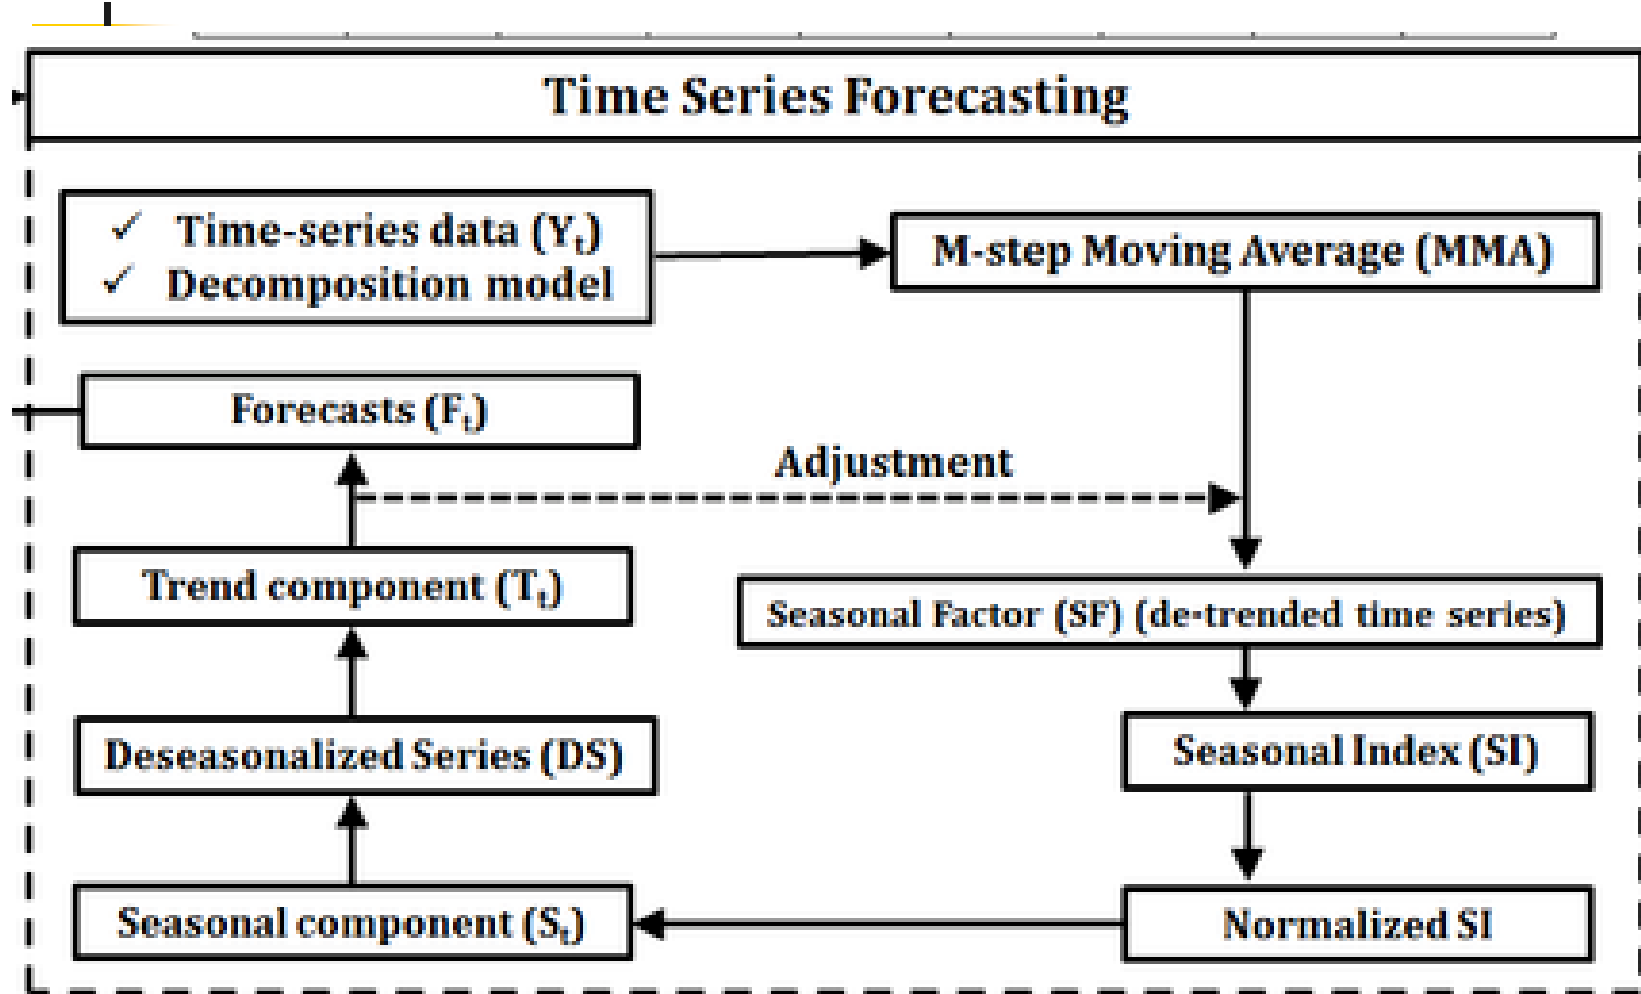 Time Series Forecasting
✓ Time-series data (Yt)
✓ Decomposition model
M-step Moving Average (MMA)
Forecasts (Ft)
Adjustment
Trend component (Tt)
Seasonal Factor (SF) (de-trended time series)
Deseasonalized Series (DS)
Seasonal Index (SI)
Seasonal component (St)
Normalized SI